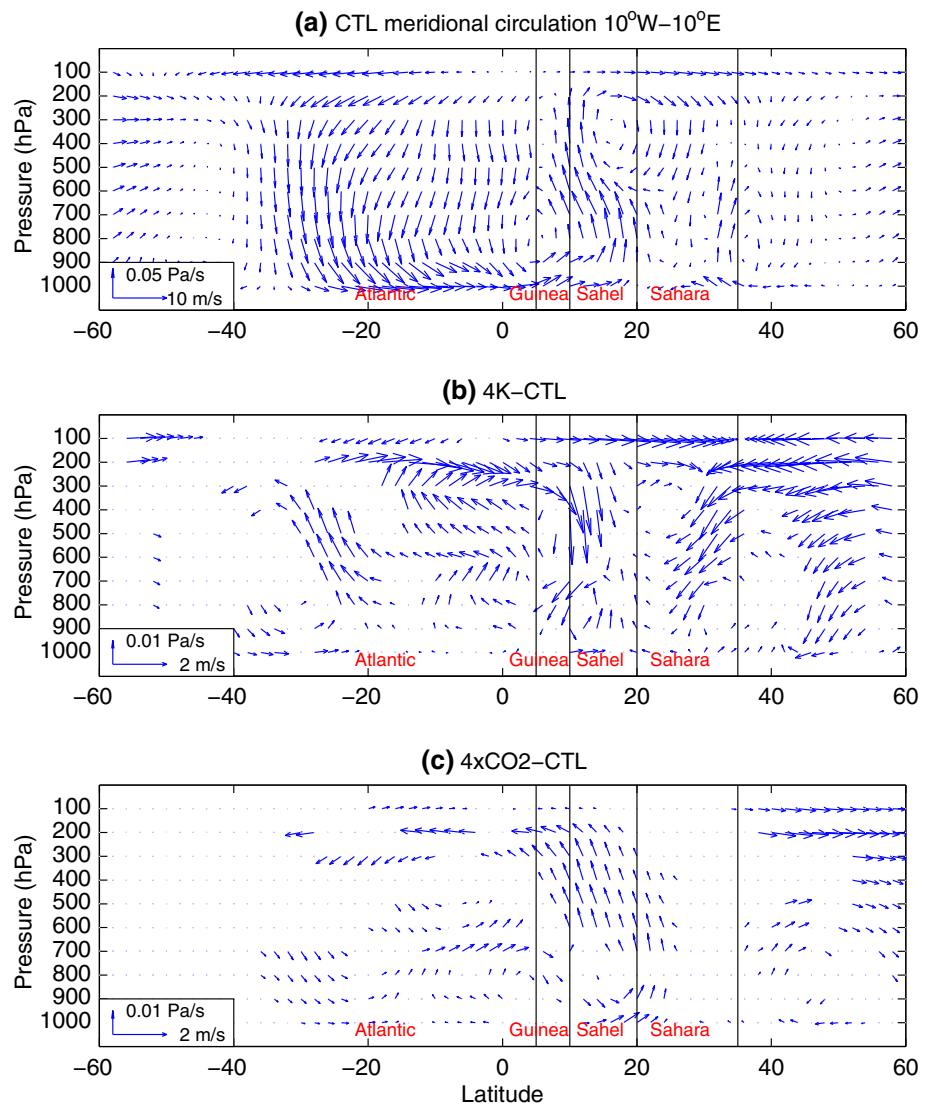 (a) CTL meridional circulation 10°W−10°E
Pressure (hPa)
100
200
300
400
500
600
700
800
900
1000
0.05 Pa/s
10 m/s
Atlantic
Guinea
Sahel
Sahara
−60
−40
−20
0
20
40
60
(b) 4K−CTL
Pressure (hPa)
100
200
300
400
500
600
700
800
900
1000
0.01 Pa/s
2 m/s
Atlantic
Guinea
Sahel
Sahara
−60
−40
−20
0
20
40
60
(c) 4xCO2−CTL
Pressure (hPa)
100
200
300
400
500
600
700
800
900
1000
0.01 Pa/s
2 m/s
Atlantic
Guinea
Sahel
Sahara
−60
−40
−20
0
20
40
60
Latitude